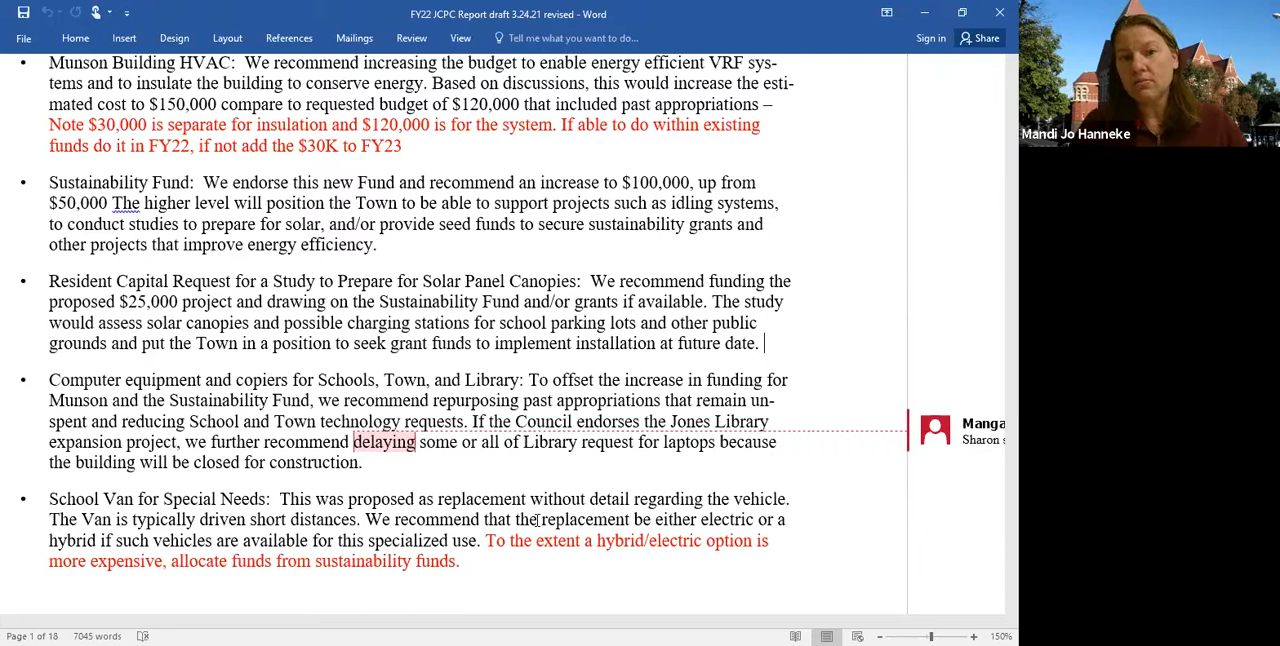 FY22 JCPC Report draft 3.24.21 revised - Word
File Home Insert Design Layout References Mailings Review View Tell me what you want to do... Sign in Share
• Munson Building HVAC: We recommend increasing the budget to enable energy efficient VRF sys-
tems and to insulate the building to conserve energy. Based on discussions, this would increase the esti-
mated cost to $150,000 compare to requested budget of $120,000 that included past appropriations –
Note $30,000 is separate for insulation and $120,000 is for the system. If able to do within existing
funds do it in FY22, if not add the $30K to FY23
• Sustainability Fund: We endorse this new Fund and recommend an increase to $100,000, up from
$50,000 The higher level will position the Town to be able to support projects such as idling systems,
to conduct studies to prepare for solar, and/or provide seed funds to secure sustainability grants and
other projects that improve energy efficiency.
• Resident Capital Request for a Study to Prepare for Solar Panel Canopies: We recommend funding the
proposed $25,000 project and drawing on the Sustainability Fund and/or grants if available. The study
would assess solar canopies and possible charging stations for school parking lots and other public
grounds and put the Town in a position to seek grant funds to implement installation at future date.
• Computer equipment and copiers for Schools, Town, and Library: To offset the increase in funding for
Munson and the Sustainability Fund, we recommend repurposing past appropriations that remain un-
spent and reducing School and Town technology requests. If the Council endorses the Jones Library
expansion project, we further recommend delaying some or all of Library request for laptops because
the building will be closed for construction.
• School Van for Special Needs: This was proposed as replacement without detail regarding the vehicle.
The Van is typically driven short distances. We recommend that the replacement be either electric or a
hybrid if such vehicles are available for this specialized use. To the extent a hybrid/electric option is
more expensive, allocate funds from sustainability funds.
Manga
Sharon s
Page 1 of 18 7045 words 150%
Mandi Jo Hanneke